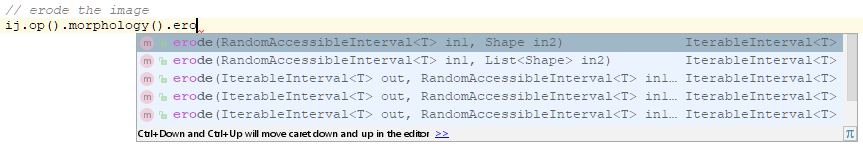 // erode the image
ij.op().morphology().ero
m erode(RandomAccessibleInterval<T> in1, Shape in2) IterableInterval<T>
m erode(RandomAccessibleInterval<T> in1, List<Shape> in2) IterableInterval<T>
m erode(IterableInterval<T> out, RandomAccessibleInterval<T> in1… IterableInterval<T>
m erode(IterableInterval<T> out, RandomAccessibleInterval<T> in1… IterableInterval<T>
m erode(IterableInterval<T> out, RandomAccessibleInterval<T> in1… IterableInterval<T>
Ctrl+Down and Ctrl+Up will move caret down and up in the editor >> π